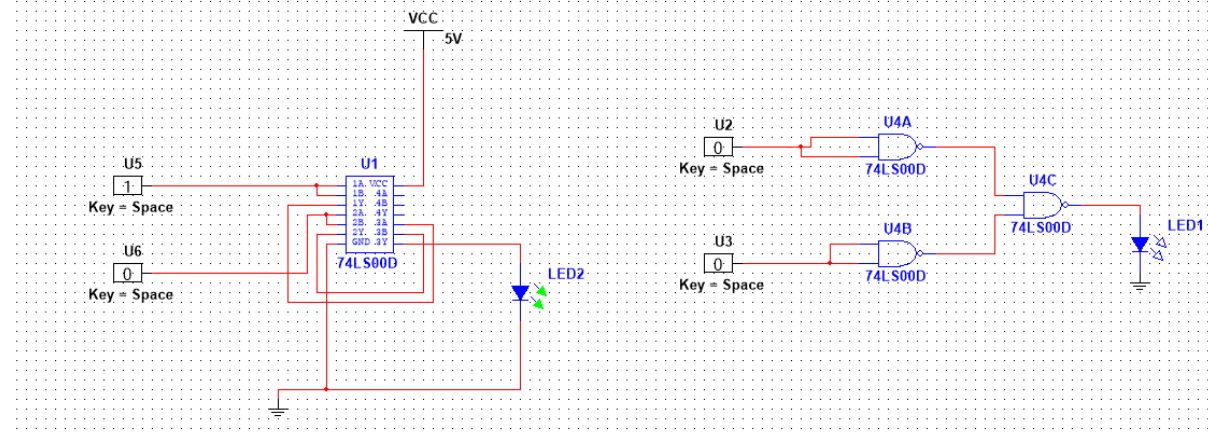 VCC
5V
U5
1
Key = Space
U6
0
Key = Space
U1
1A VCC
1B 4A
1Y 4B
2A 4Y
2B 3A
2Y 3B
GND 3Y
74LS00D
LED2
U2
0
Key = Space
U3
0
Key = Space
U4A
74LS00D
U4B
74LS00D
U4C
74LS00D
LED1